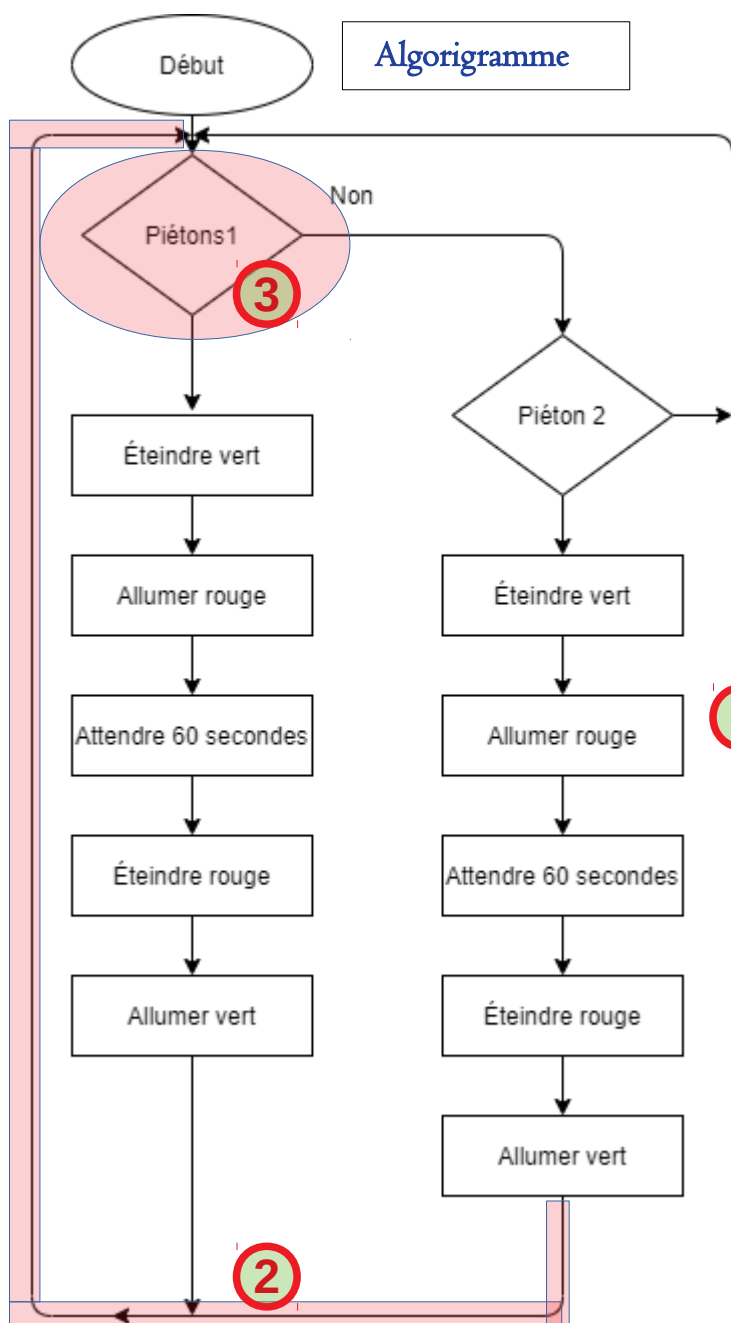 Début
Algorigramme
Non
Piétons1
3
Piéton 2
Éteindre vert
Allumer rouge
Attendre 60 secondes
Éteindre rouge
Allumer vert
2
Éteindre vert
Allumer rouge
Attendre 60 secondes
Éteindre rouge
Allumer vert